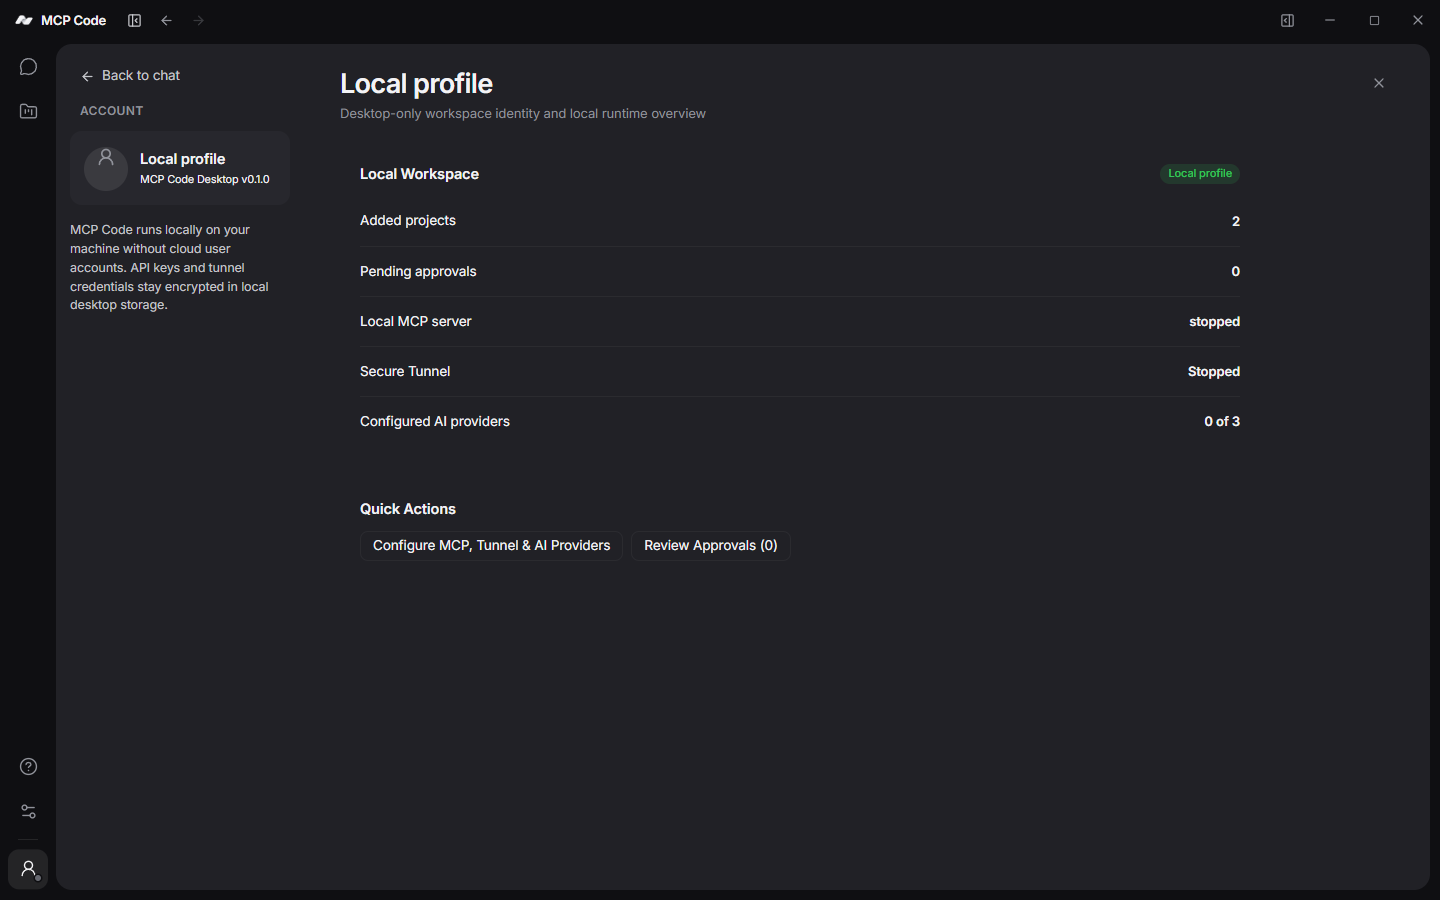 MCP Code
Back to chat
ACCOUNT
Local profile
MCP Code Desktop v0.1.0
MCP Code runs locally on your
machine without cloud user
accounts. API keys and tunnel
credentials stay encrypted in local
desktop storage.
Local profile
Desktop-only workspace identity and local runtime overview
Local Workspace
Local profile
Added projects
2
Pending approvals
0
Local MCP server
stopped
Secure Tunnel
Stopped
Configured AI providers
0 of 3
Quick Actions
Configure MCP, Tunnel & AI Providers
Review Approvals (0)